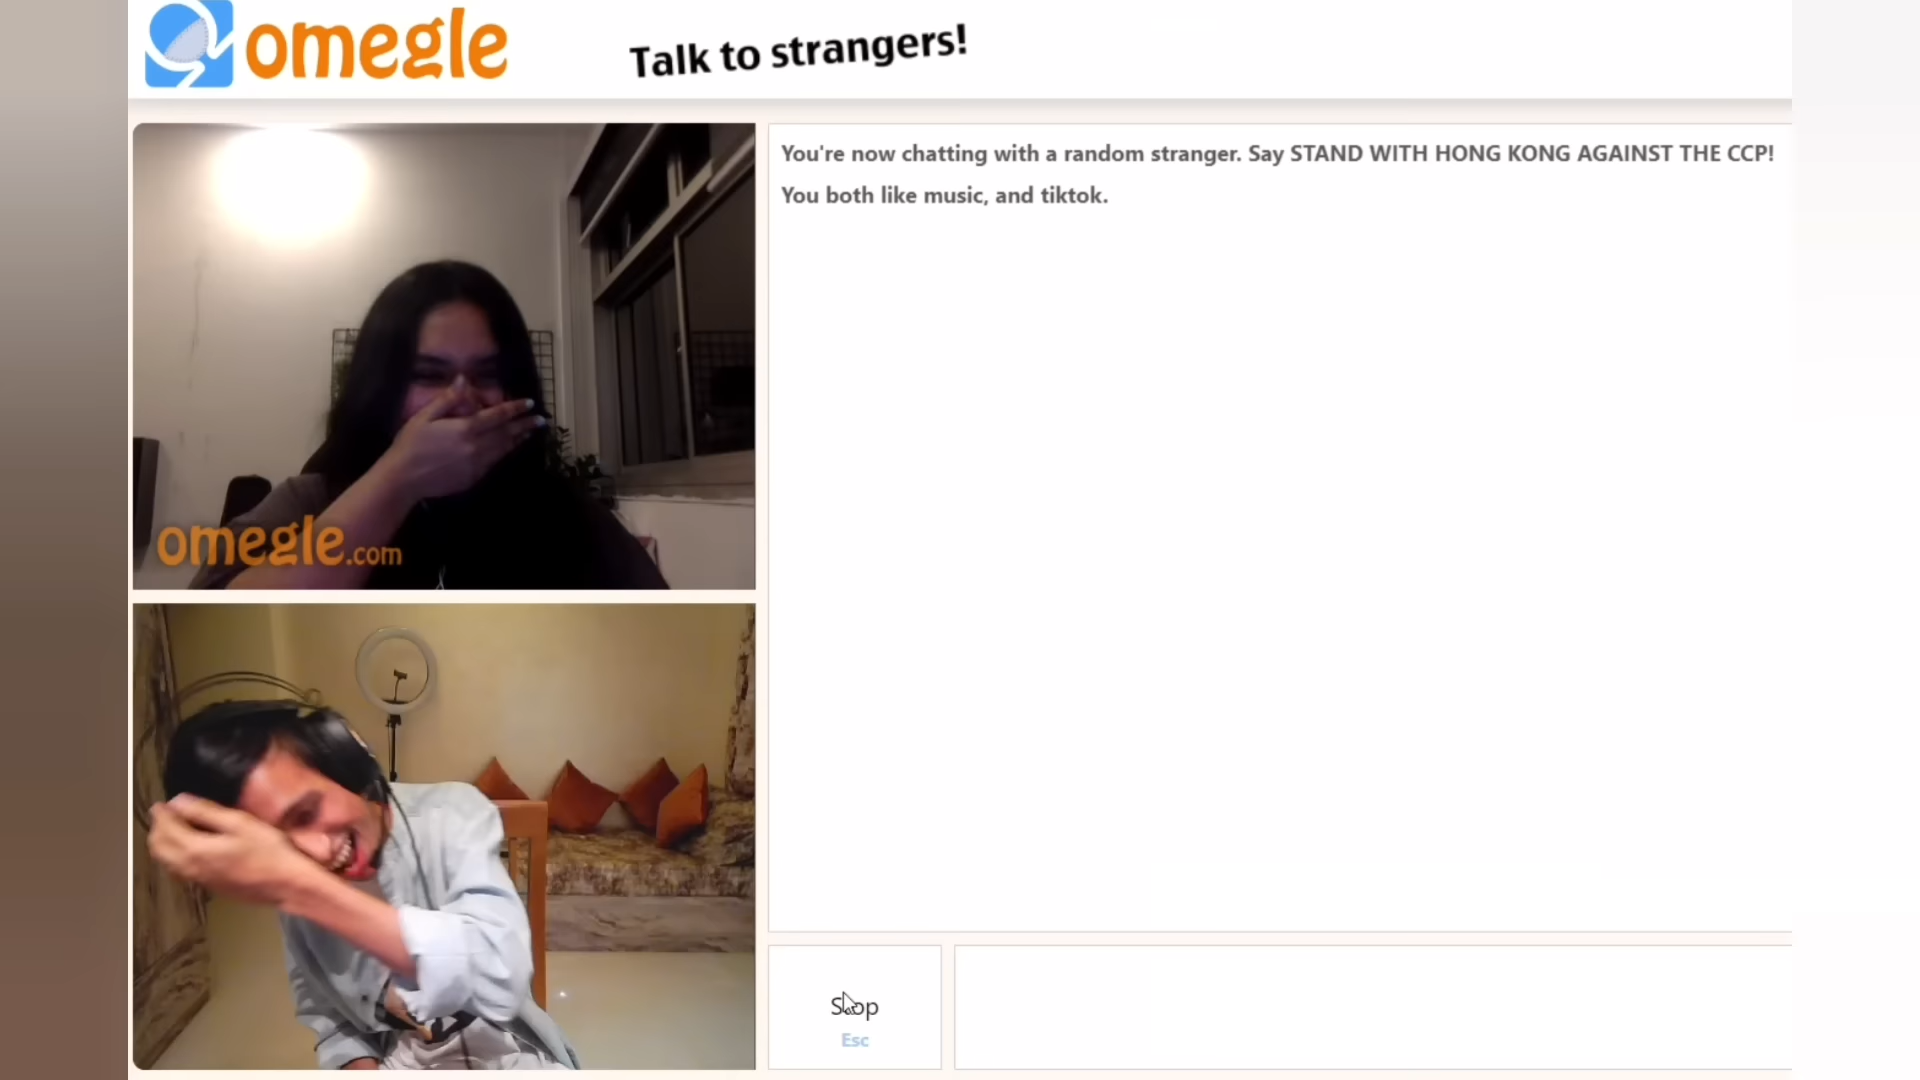 omegle
Talk to strangers!
You're now chatting with a random stranger. Say STAND WITH HONG KONG AGAINST THE CCP!
You both like music, and tiktok.
omegle.com
Stop
Esc